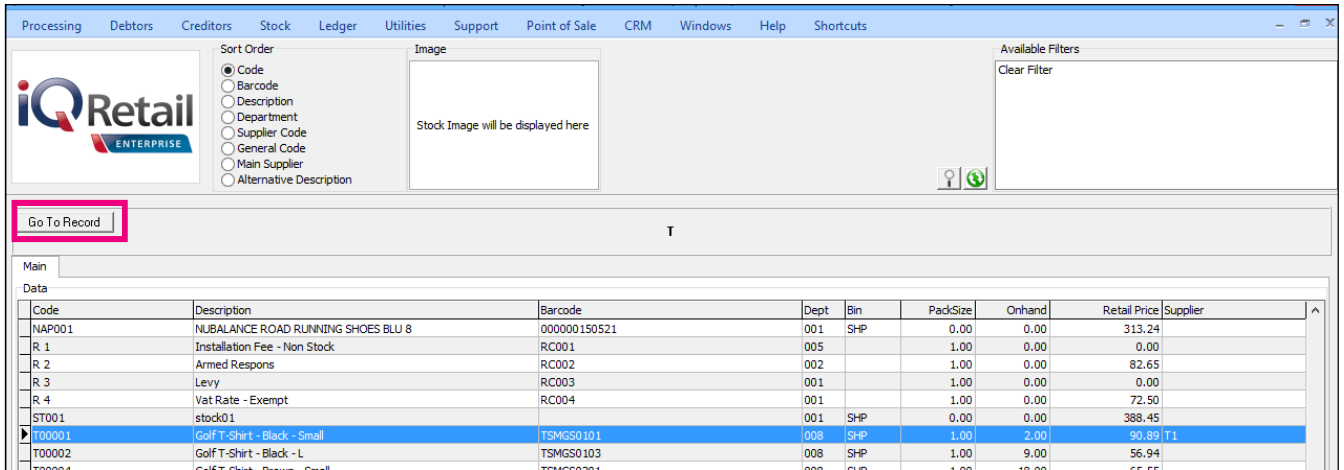 Processing Debtors Creditors Stock Ledger Utilities Support Point of Sale CRM Windows Help Shortcuts
iQRetail
ENTERPRISE
Sort Order
Code
Barcode
Description
Department
Supplier Code
General Code
Main Supplier
Alternative Description
Image
Stock Image will be displayed here
Available Filters
Clear Filter
Go To Record
T
Main
Data
Code Description Barcode Dept Bin PackSize Onhand Retail Price Supplier
NAP001 NUBALANCE ROAD RUNNING SHOES BLU 8 000000150521 001 SHP 0.00 0.00 313.24
R 1 Installation Fee - Non Stock RC001 005 1.00 0.00 0.00
R 2 Armed Respons RC002 002 1.00 0.00 82.65
R 3 Levy RC003 001 1.00 0.00 0.00
R 4 Vat Rate - Exempt RC004 001 1.00 0.00 72.50
ST001 stock01 001 SHP 0.00 0.00 388.45
T00001 Golf T-Shirt - Black - Small TSMGS0101 008 SHP 1.00 2.00 90.89 T1
T00002 Golf T-Shirt - Black - L TSMGS0103 008 SHP 1.00 9.00 56.94